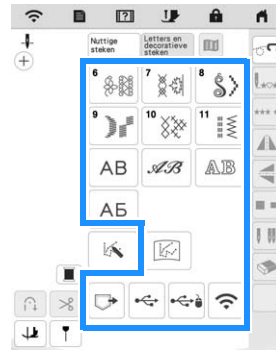 Nuttige
steken
Letters en
decoratieve
steken
6 7 8
9 10 11
AB AB AB
АБ